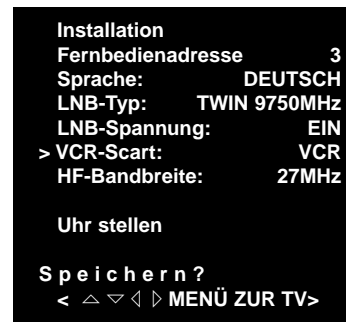 Installation
Fernbedienadresse 3
Sprache: DEUTSCH
LNB-Typ: TWIN 9750MHz
LNB-Spannung: EIN
> VCR-Scart: VCR
HF-Bandbreite: 27MHz
Uhr stellen
S p e i c h e r n ?
< △ ▽ ◁ ▷ MENÜ ZUR TV>